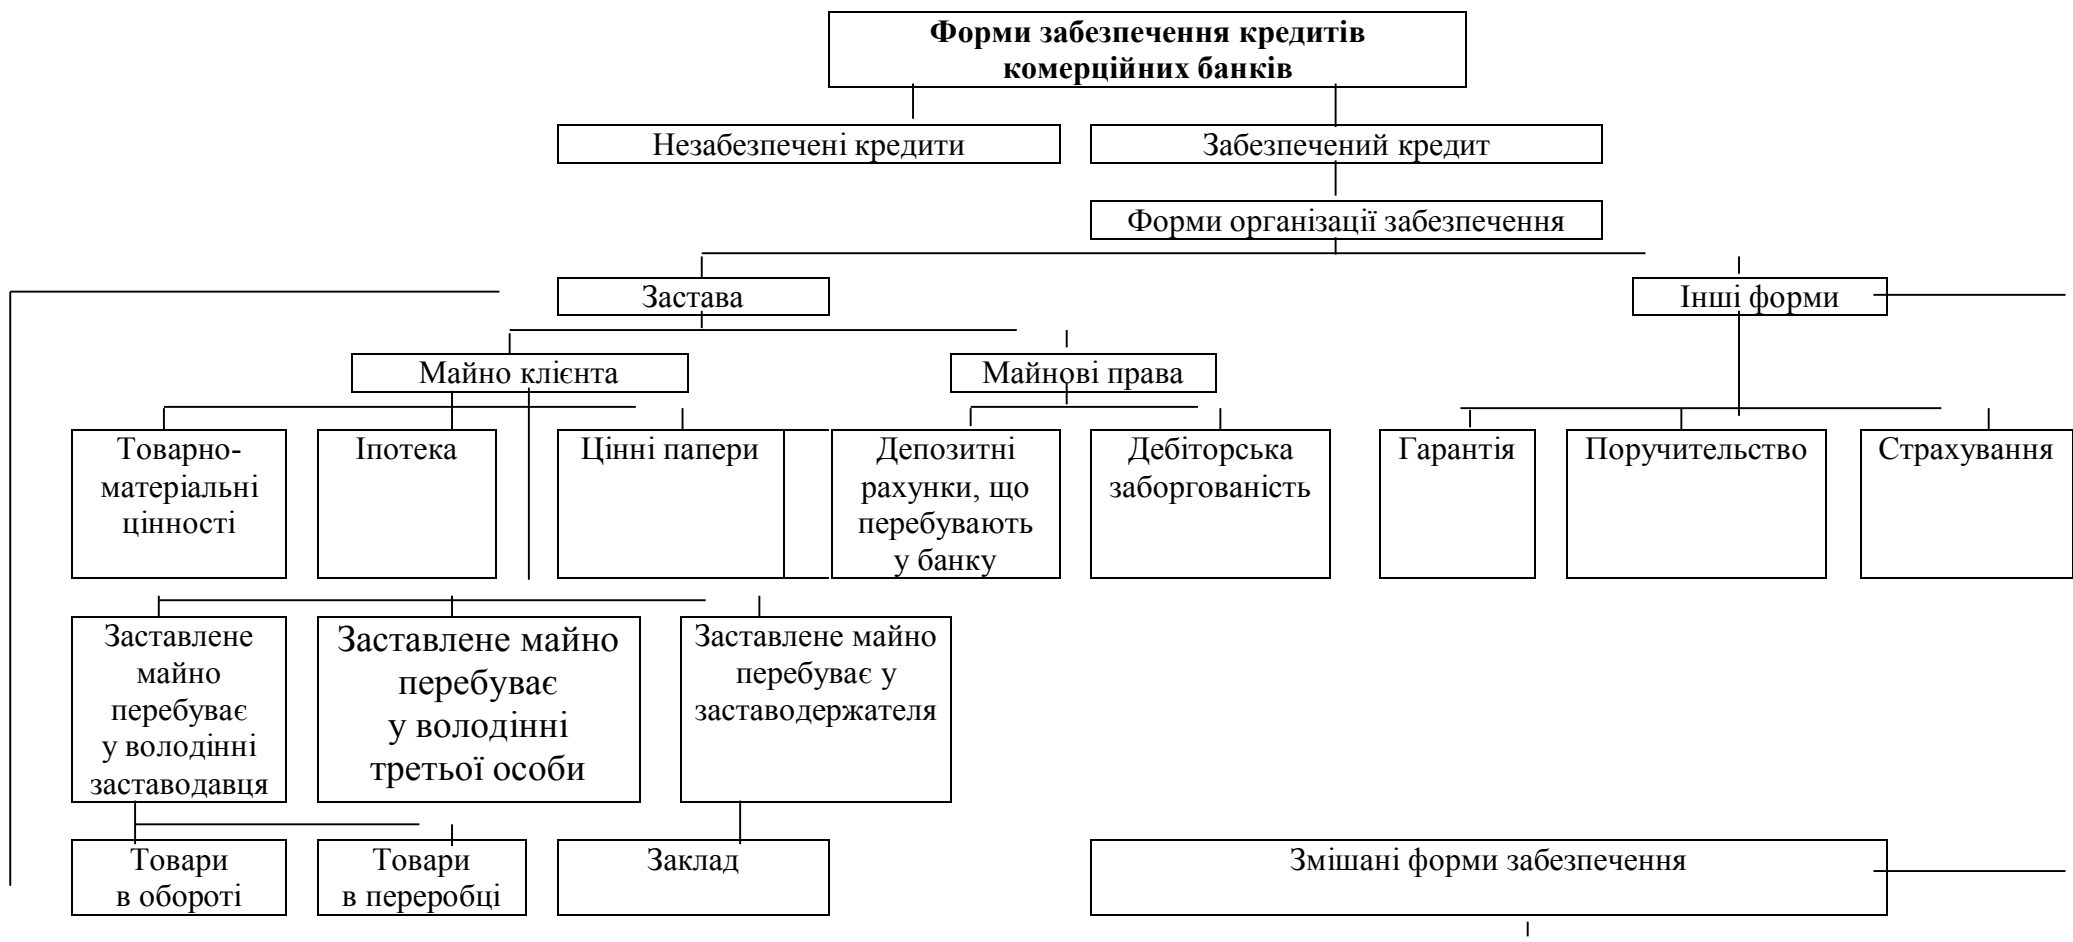 Форми забезпечення кредитів
комерційних банків
Незабезпечені кредити
Забезпечений кредит
Форми організації забезпечення
Застава
Інші форми
Майно клієнта
Майнові права
Товарно-
матеріальні
цінності
Іпотека
Цінні папери
Депозитні
рахунки, що
перебувають
у банку
Дебіторська
заборгованість
Гарантія
Поручительство
Страхування
Заставлене
майно
перебуває
у володінні
заставодавця
Заставлене майно
перебуває
у володінні
третьої особи
Заставлене майно
перебуває у
заставодержателя
Товари
в обороті
Товари
в переробці
Заклад
Змішані форми забезпечення